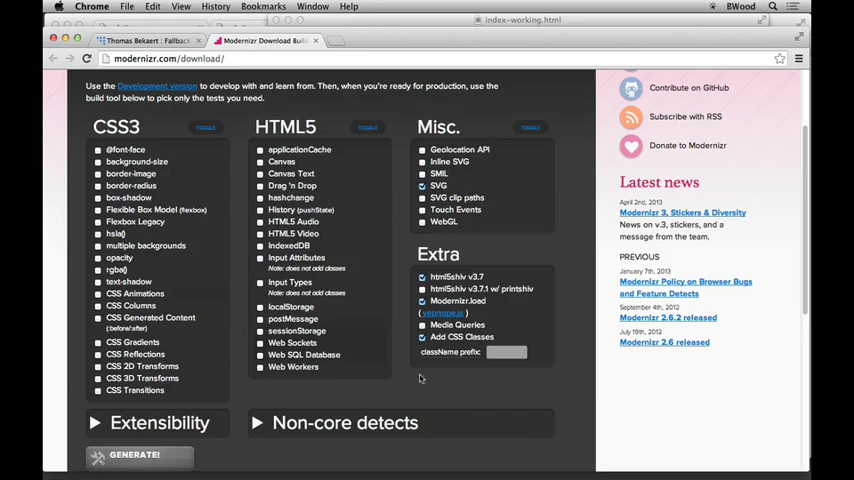 Chrome File Edit View History Bookmarks Window Help BWood
index-working.html
Thomas Bekaert : Fallback
Modernizr Download Build
modernizr.com/download/
Use the Development version to develop with and learn from. Then, when you're ready for production, use the
build tool below to pick only the tests you need.
CSS3 TOGGLE
@font-face
background-size
border-image
border-radius
box-shadow
Flexible Box Model (flexbox)
Flexbox Legacy
hsla()
multiple backgrounds
opacity
rgba()
text-shadow
CSS Animations
CSS Columns
CSS Generated Content
(:before/:after)
CSS Gradients
CSS Reflections
CSS 2D Transforms
CSS 3D Transforms
CSS Transitions
HTML5 TOGGLE
applicationCache
Canvas
Canvas Text
Drag 'n Drop
hashchange
History (pushState)
HTML5 Audio
HTML5 Video
IndexedDB
Input Attributes
Note: does not add classes
Input Types
Note: does not add classes
localStorage
postMessage
sessionStorage
Web Sockets
Web SQL Database
Web Workers
Misc. TOGGLE
Geolocation API
Inline SVG
SMIL
SVG
SVG clip paths
Touch Events
WebGL
Extra
html5shiv v3.7
html5shiv v3.7.1 w/ printshiv
Modernizr.load
(yepnope.js )
Media Queries
Add CSS Classes
className prefix:
Extensibility
Non-core detects
GENERATE!
Contribute on GitHub
Subscribe with RSS
Donate to Modernizr
Latest news
April 2nd, 2013
Modernizr 3, Stickers & Diversity
News on v.3, stickers, and a
message from the team.
PREVIOUS
January 7th, 2013
Modernizr Policy on Browser Bugs
and Feature Detects
September 4th, 2012
Modernizr 2.6.2 released
July 19th, 2012
Modernizr 2.6 released